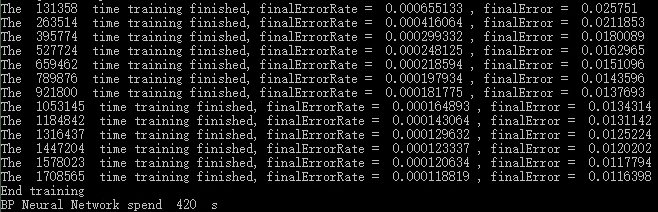 The  131358  time training finished, finalErrorRate =  0.000655133 , finalError =  0.025751
The  263514  time training finished, finalErrorRate =  0.000416064 , finalError =  0.0211853
The  395774  time training finished, finalErrorRate =  0.000299332 , finalError =  0.0180089
The  527724  time training finished, finalErrorRate =  0.000248125 , finalError =  0.0162965
The  659462  time training finished, finalErrorRate =  0.000218594 , finalError =  0.0151096
The  789876  time training finished, finalErrorRate =  0.000197934 , finalError =  0.0143596
The  921800  time training finished, finalErrorRate =  0.000181775 , finalError =  0.0137693
The  1053145  time training finished, finalErrorRate =  0.000164893 , finalError =  0.0134314
The  1184842  time training finished, finalErrorRate =  0.000143064 , finalError =  0.0131142
The  1316437  time training finished, finalErrorRate =  0.000129632 , finalError =  0.0125224
The  1447204  time training finished, finalErrorRate =  0.000123337 , finalError =  0.0120202
The  1578023  time training finished, finalErrorRate =  0.000120634 , finalError =  0.0117794
The  1708565  time training finished, finalErrorRate =  0.000118819 , finalError =  0.0116398
End training
BP Neural Network spend  420  s